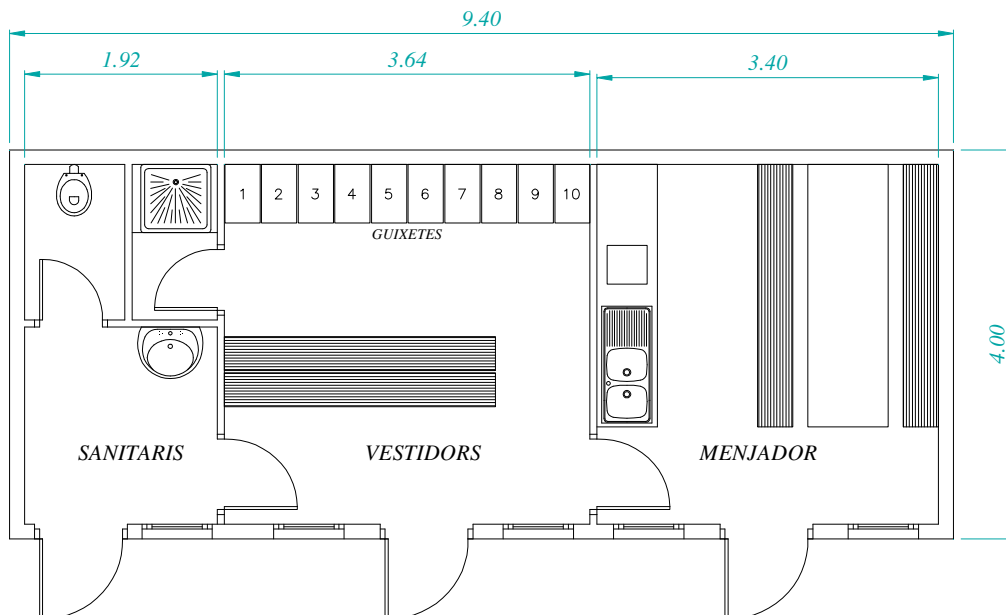 9.40
1.92 3.64 3.40
1 2 3 4 5 6 7 8 9 10
GUIXETES
4.00
SANITARIS VESTIDORS MENJADOR